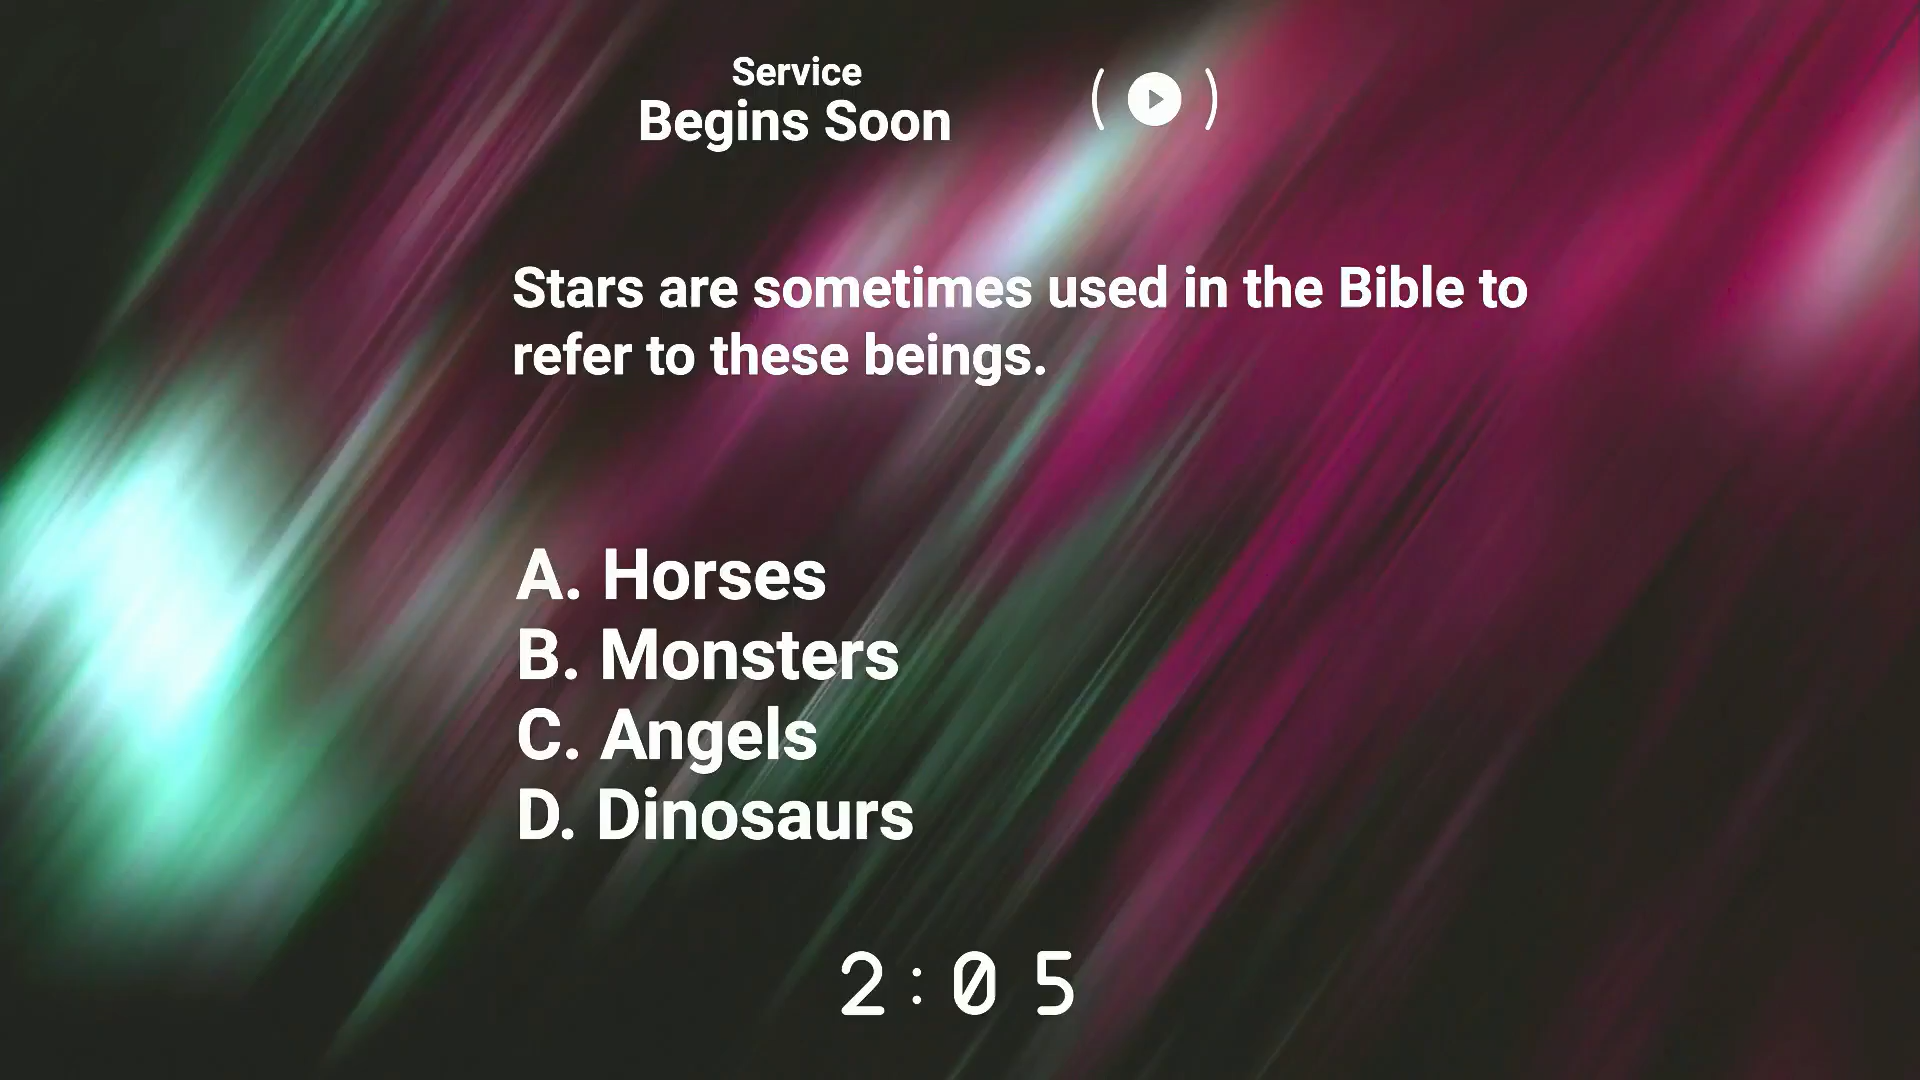 Service
Begins Soon
Stars are sometimes used in the Bible to
refer to these beings.
A. Horses
B. Monsters
C. Angels
D. Dinosaurs
2:05